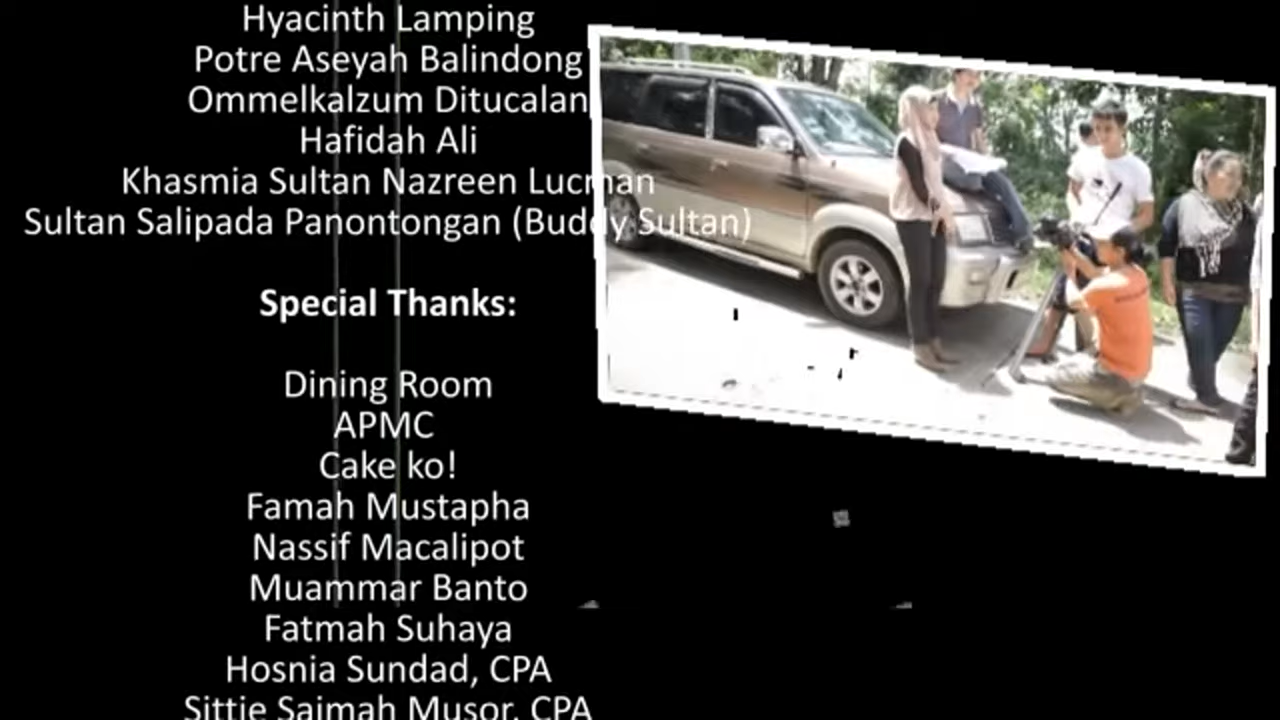 Hyacinth Lamping
Potre Aseyah Balindong
Ommelkalzum Ditucalan
Hafidah Ali
Khasmia Sultan Nazreen Lucman
Sultan Salipada Panontongan (Buddy Sultan)
Special Thanks:
Dining Room
APMC
Cake ko!
Famah Mustapha
Nassif Macalipot
Muammar Banto
Fatmah Suhaya
Hosnia Sundad, CPA
Sittie Saimah Musor, CPA